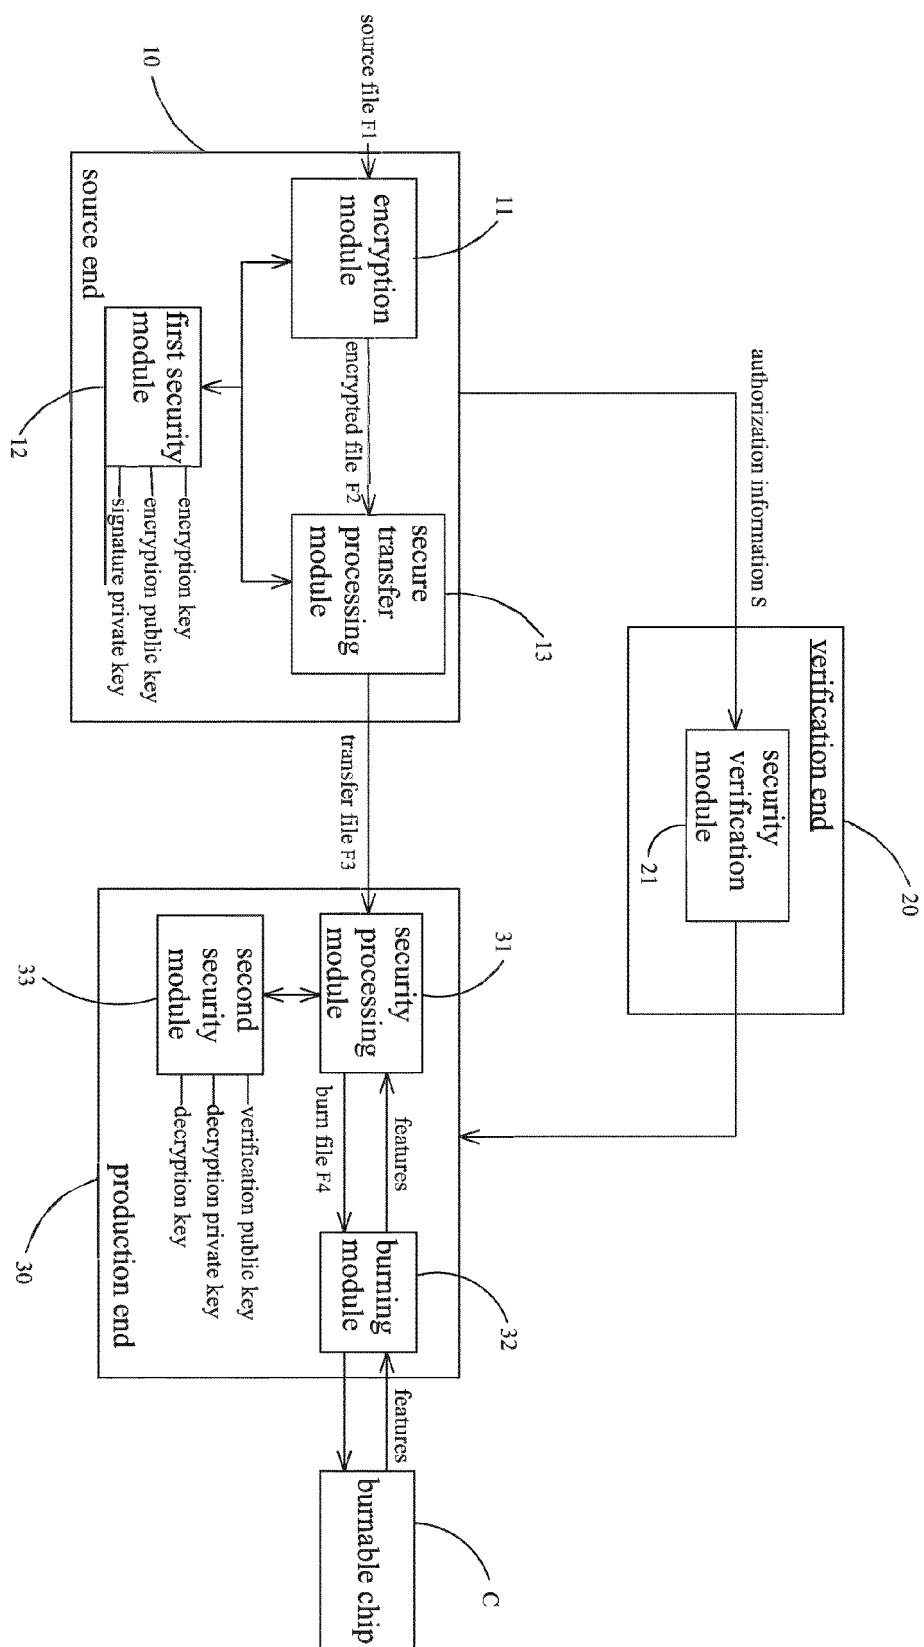 source file F1
10
source end
encryption
module
11
first security
module
12
encryption key
encryption public key
signature private key
encrypted file F2
secure
transfer
processing
module
13
authorization information S
verification end
20
security
verification
module
21
transfer file F3
security
processing
module
31
second
security
module
33
verification public key
decryption private key
decryption key
burn file F4
features
burning
module
32
production end
30
features
burnable chip
C